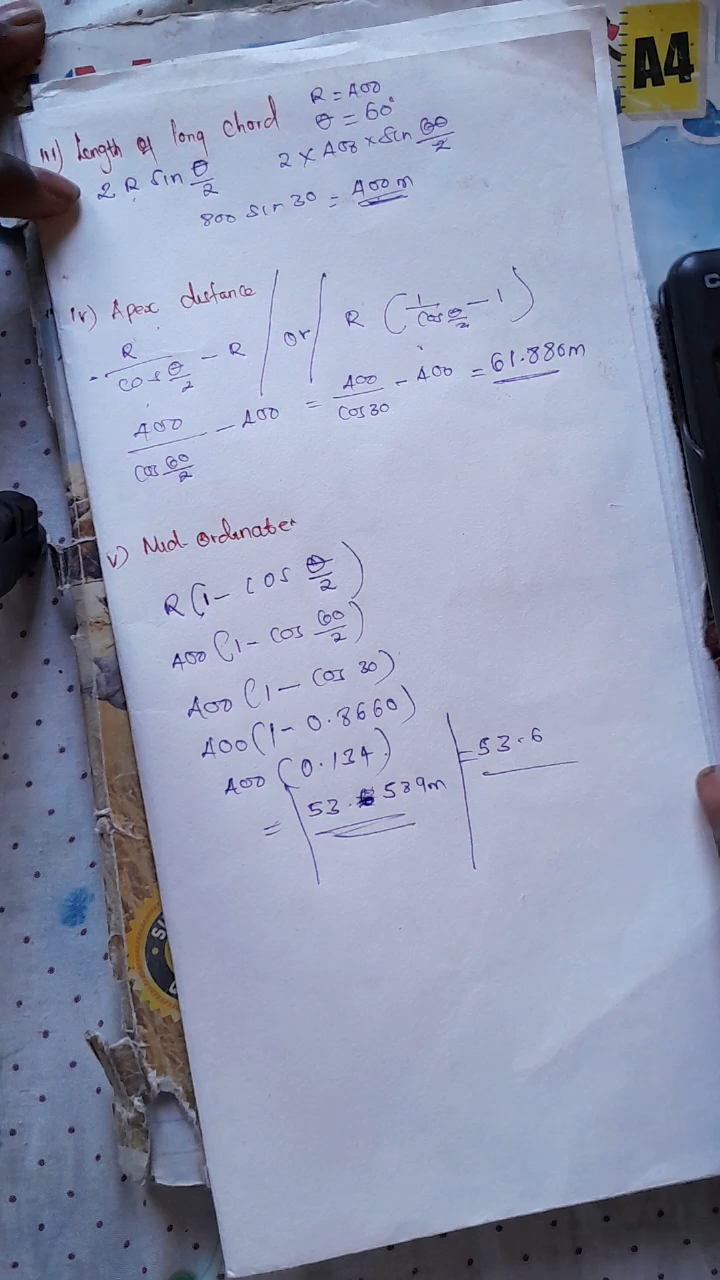 A4
R = 400
θ = 60°
iii) Length of long chord
2 R Sin θ/2
2 × 400 × Sin 60/2
800 Sin 30 = 400m
iv) Apex distance
R/(cos θ/2) - R / or / R (1/(cos θ/2) - 1)
400/(cos 60/2) - 400 = 400/(cos 30) - 400 = 61.880m
v) Mid-ordinate
R(1 - cos θ/2)
400 (1 - cos 60/2)
400 (1 - cos 30)
400 (1 - 0.8660)
400 (0.134)
= 53.589m = 53.6